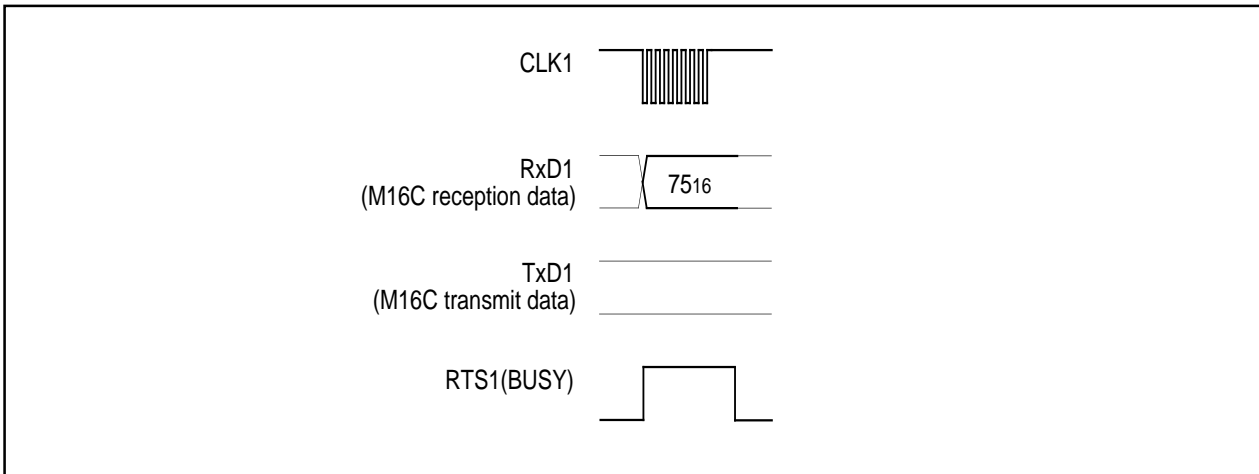 CLK1
RxD1
(M16C reception data)
7516
TxD1
(M16C transmit data)
RTS1(BUSY)